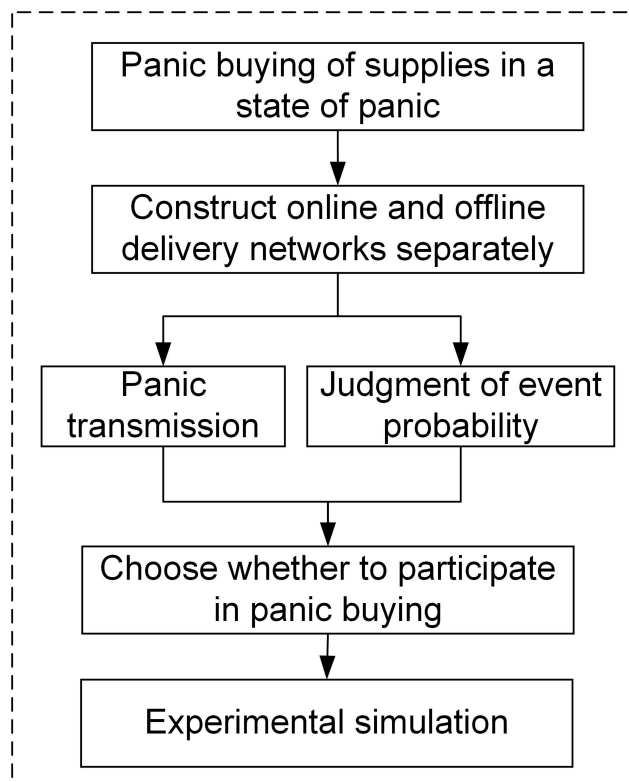 Panic buying of supplies in a
state of panic
Construct online and offline
delivery networks separately
Panic
transmission
Judgment of event
probability
Choose whether to participate
in panic buying
Experimental simulation